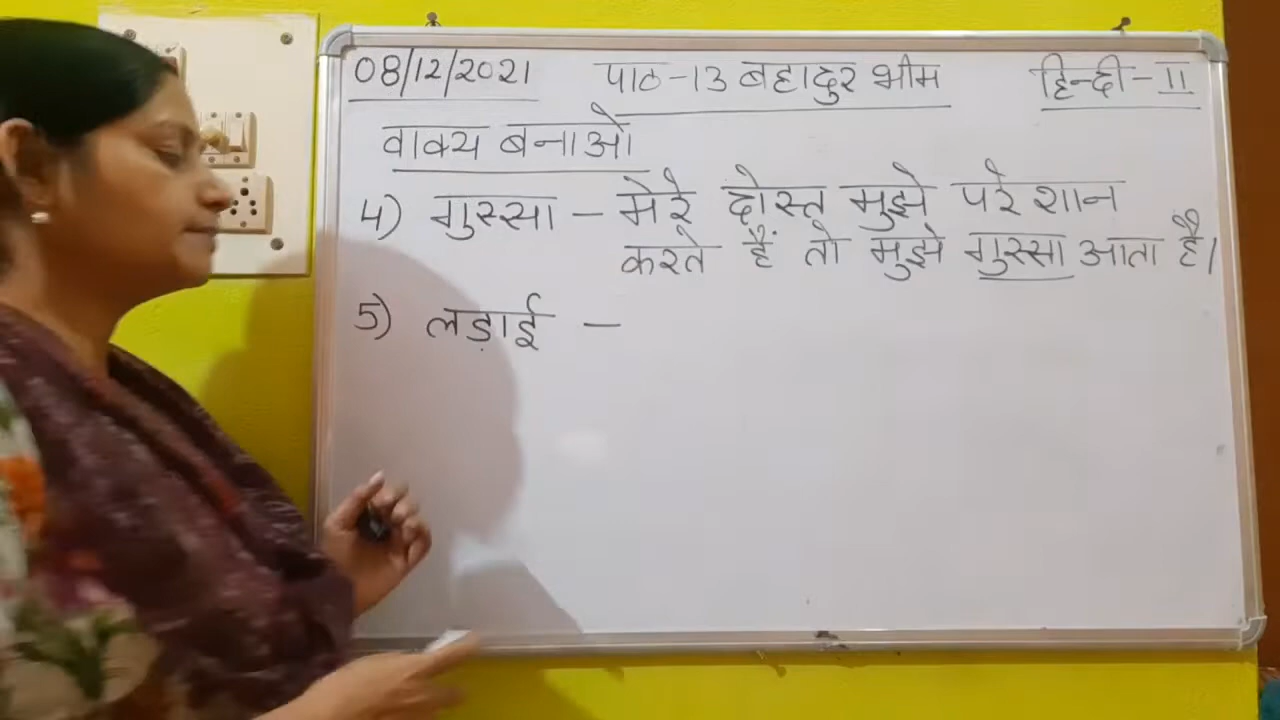 08/12/2021 पाठ-13 बहादुर भीम हिन्दी-II
वाक्य बनाओ
4) गुस्सा - मेरे दोस्त मुझे परेशान
करते हैं तो मुझे गुस्सा आता है।
5) लड़ाई -